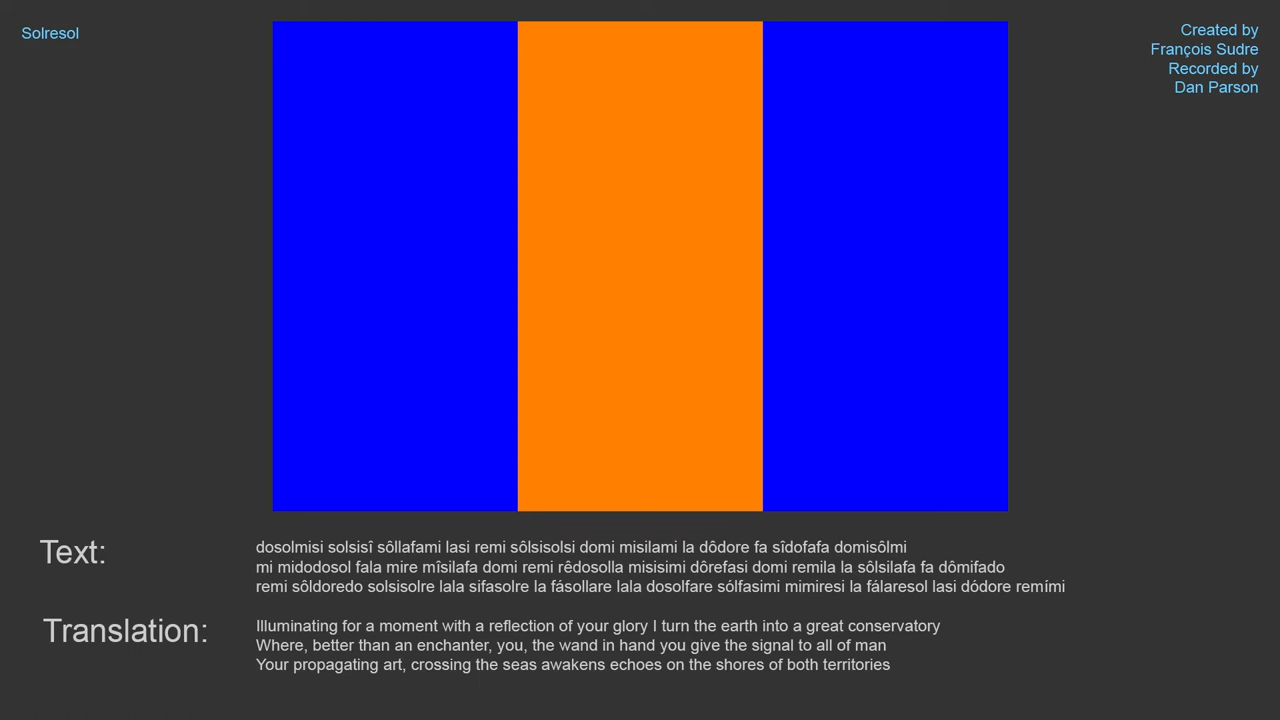 Solresol
Created by
François Sudre
Recorded by
Dan Parson
Text:
dosolmisi solsisî sôllafami lasi remi sôlsisolsi domi misilami la dôdore fa sîdofafa domisôlmi
mi midodosol fala mire mîsilafa domi remi rêdosolla misisimi dôrefasi domi remila la sôlsilafa fa dômifado
remi sôldoredo solsisolre lala sifasolre la fásollare lala dosolfare sólfasimi mimiresi la fálaresol lasi dódore remími
Translation:
Illuminating for a moment with a reflection of your glory I turn the earth into a great conservatory
Where, better than an enchanter, you, the wand in hand you give the signal to all of man
Your propagating art, crossing the seas awakens echoes on the shores of both territories